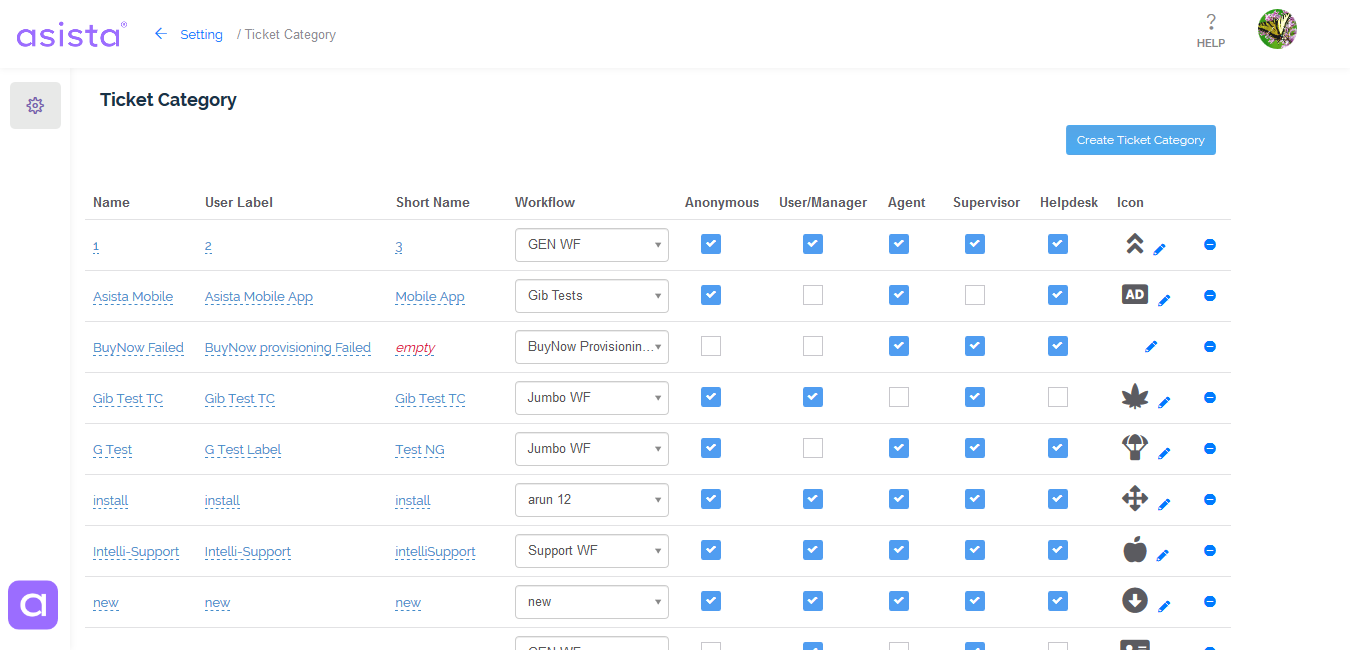 asista®
Setting / Ticket Category
?
HELP
Ticket Category
Create Ticket Category
Name User Label Short Name Workflow Anonymous User/Manager Agent Supervisor Helpdesk Icon
1 2 3 GEN WF
Asista Mobile Asista Mobile App Mobile App Gib Tests AD
BuyNow Failed BuyNow provisioning Failed empty BuyNow Provisionin...
Gib Test TC Gib Test TC Gib Test TC Jumbo WF
G Test G Test Label Test NG Jumbo WF
install install install arun 12
Intelli-Support Intelli-Support intelliSupport Support WF
new new new new
a
GEN WF